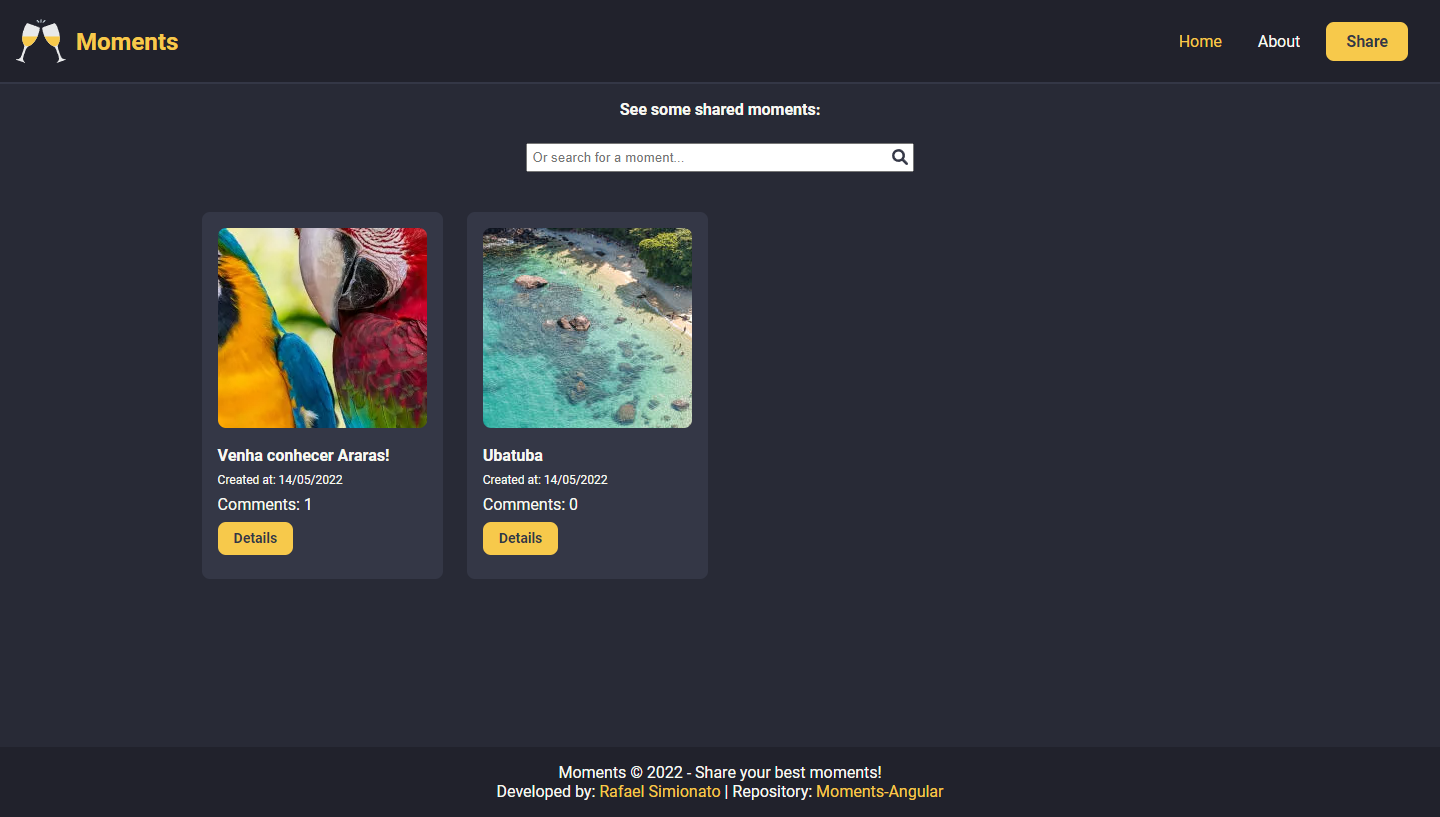 Moments
Home
About
Share
See some shared moments:
Or search for a moment...
Venha conhecer Araras!
Created at: 14/05/2022
Comments: 1
Details
Ubatuba
Created at: 14/05/2022
Comments: 0
Details
Moments © 2022 - Share your best moments!
Developed by: Rafael Simionato | Repository: Moments-Angular